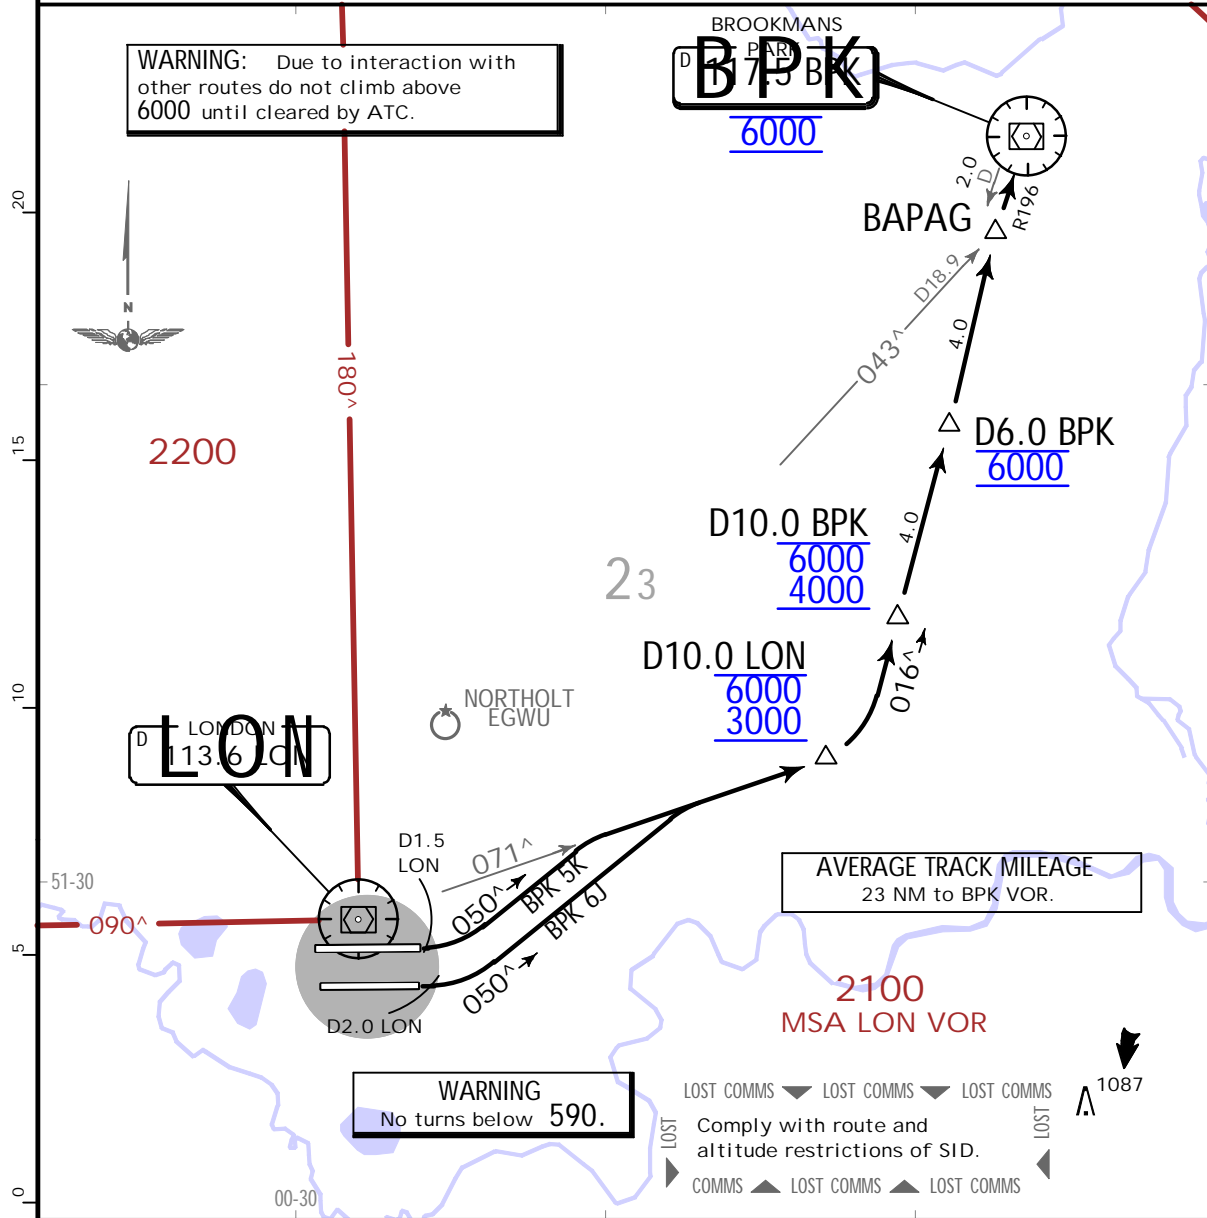 BROOKMANS
PARK
BPK
D
117.5 BPK
6000
WARNING: Due to interaction with
other routes do not climb above
6000 until cleared by ATC.
2.0
D
R196
BAPAG
20
D18.9
N
043^
4.0
180^
2200
D6.0 BPK
6000
15
D10.0 BPK
6000
4000
4.0
23
D10.0 LON
6000
3000
016^
NORTHOLT
EGWU
10
LONDON
LON
D
113.6 LON
D1.5
LON
071^
050^
BPK 5K
BPK 6J
51-30
090^
AVERAGE TRACK MILEAGE
23 NM to BPK VOR.
5
050^
D2.0 LON
2100
MSA LON VOR
1087
WARNING
No turns below 590.
LOST COMMS LOST COMMS LOST COMMS
LOST
Comply with route and
altitude restrictions of SID.
LOST
COMMS LOST COMMS LOST COMMS
0
00-30